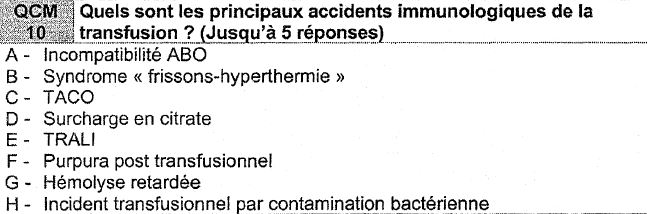 QCM Quels sont les principaux accidents immunologiques de la
10 transfusion ? (Jusqu'à 5 réponses)
A - Incompatibilité ABO
B - Syndrome « frissons-hyperthermie »
C - TACO
D - Surcharge en citrate
E - TRALI
F - Purpura post transfusionnel
G - Hémolyse retardée
H - Incident transfusionnel par contamination bactérienne